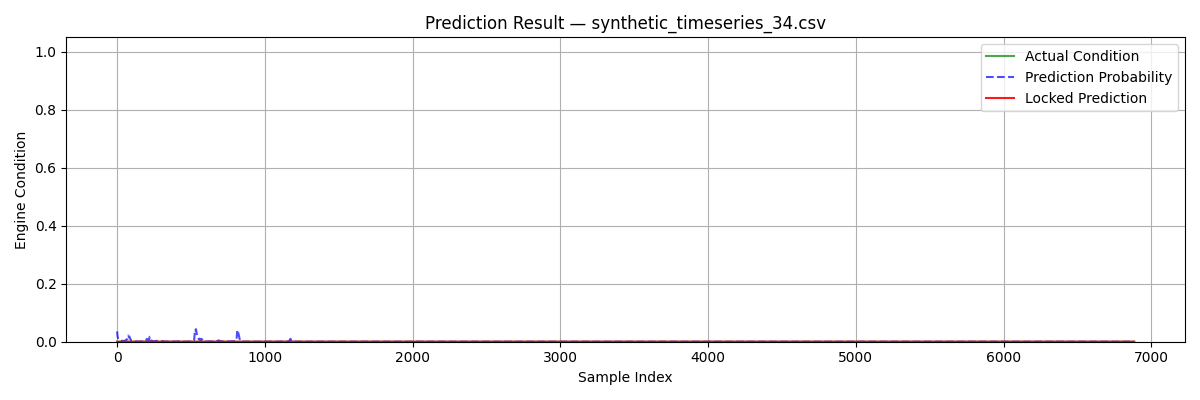 Prediction Result — synthetic_timeseries_34.csv
1.0
0.8
0.6
0.4
0.2
0.0
Engine Condition
Actual Condition
Prediction Probability
Locked Prediction
0 1000 2000 3000 4000 5000 6000 7000
Sample Index